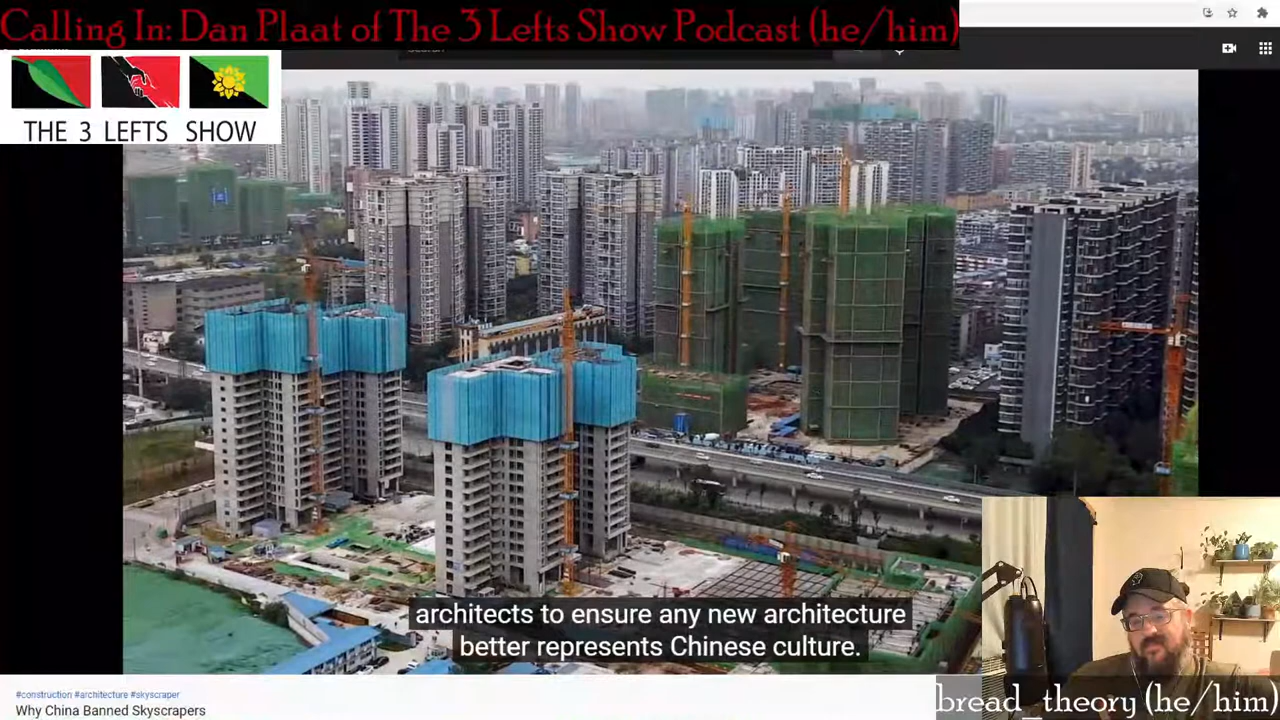 Calling In: Dan Plaat of The 3 Lefts Show Podcast (he/him)
THE 3 LEFTS SHOW
architects to ensure any new architecture
better represents Chinese culture.
#construction #architecture #skyscraper
Why China Banned Skyscrapers
bread_theory (he/him)